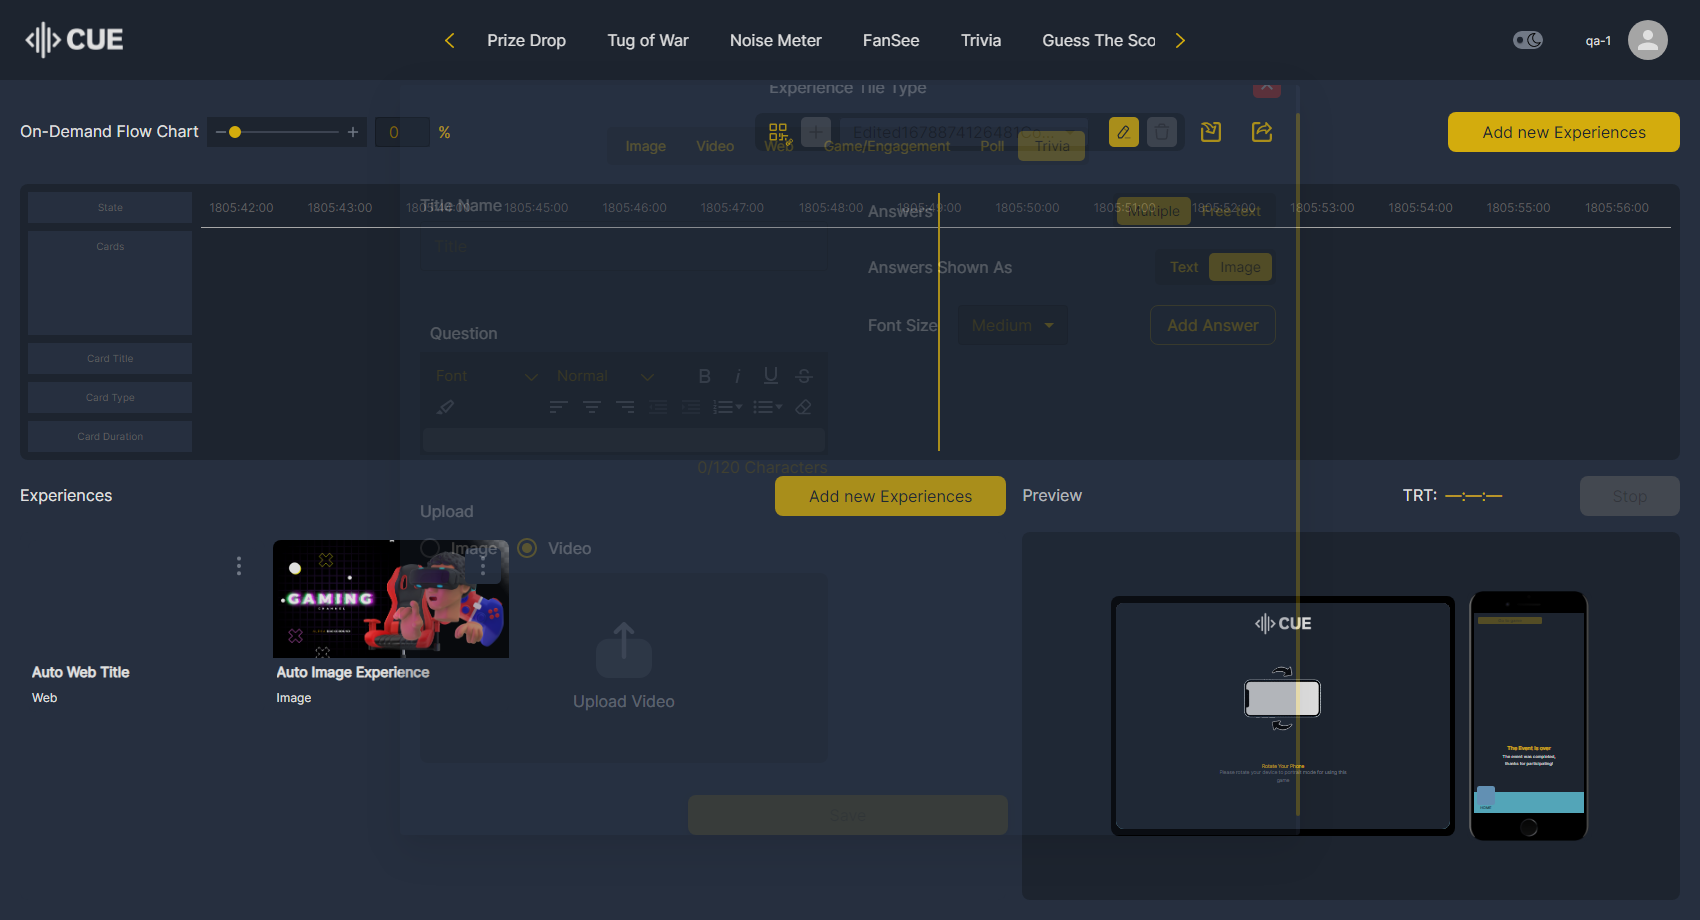 CUE
Prize Drop
Tug of War
Noise Meter
FanSee
Trivia
Guess The Sco
qa-1
Experience Tile Type
On-Demand Flow Chart
0
%
Edited1678874126481Co...
Add new Experiences
Image
Video
Web
Game/Engagement
Poll
Trivia
State
1805:42:00
1805:43:00
1805:44:00
1805:45:00
1805:46:00
1805:47:00
1805:48:00
1805:49:00
1805:50:00
1805:51:00
1805:52:00
1805:53:00
1805:54:00
1805:55:00
1805:56:00
Title Name
Answers
Multiple
Free text
Cards
Title
Answers Shown As
Text
Image
Font Size
Medium
Add Answer
Question
Card Title
Font
Normal
Card Type
Card Duration
0/120 Characters
Experiences
Add new Experiences
Preview
TRT: —:—:—
Stop
Upload
Image
Video
GAMING
CHANNEL
Auto Web Title
Web
Auto Image Experience
Image
Upload Video
Save
CUE
Rotate Your Phone
Please rotate your device to portrait mode for using this
game
The Event is over
The event was completed,
thanks for participating!
HOME